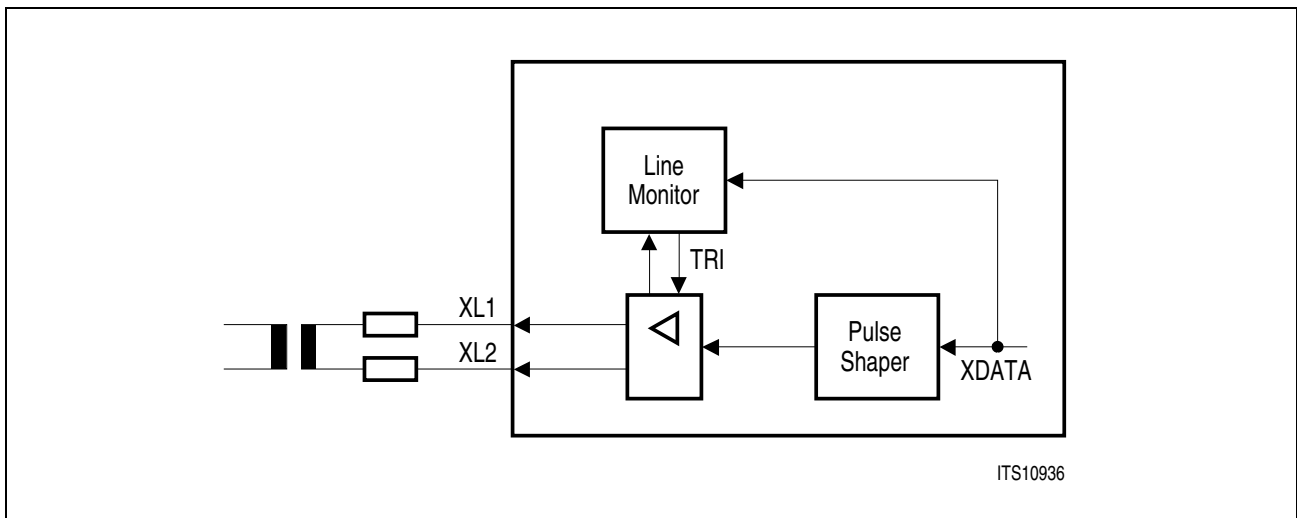 Line
Monitor
TRI
XL1
XL2
Pulse
Shaper
XDATA
ITS10936